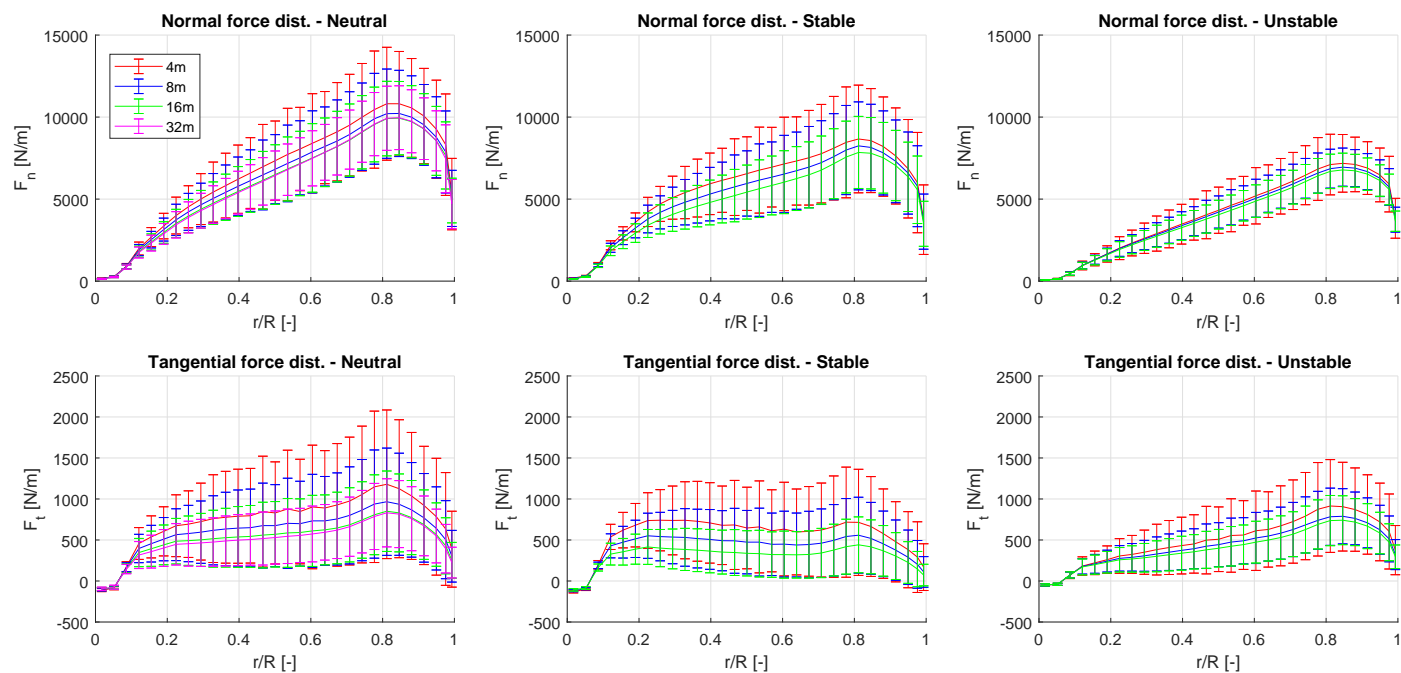 Normal force dist. - Neutral
15000
10000
5000
0
F_n [N/m]
0 0.2 0.4 0.6 0.8 1
r/R [-]
4m
8m
16m
32m
Normal force dist. - Stable
15000
10000
5000
0
F_n [N/m]
0 0.2 0.4 0.6 0.8 1
r/R [-]
Normal force dist. - Unstable
15000
10000
5000
0
F_n [N/m]
0 0.2 0.4 0.6 0.8 1
r/R [-]
Tangential force dist. - Neutral
2500
2000
1500
1000
500
0
-500
F_t [N/m]
0 0.2 0.4 0.6 0.8 1
r/R [-]
Tangential force dist. - Stable
2500
2000
1500
1000
500
0
-500
F_t [N/m]
0 0.2 0.4 0.6 0.8 1
r/R [-]
Tangential force dist. - Unstable
2500
2000
1500
1000
500
0
-500
F_t [N/m]
0 0.2 0.4 0.6 0.8 1
r/R [-]